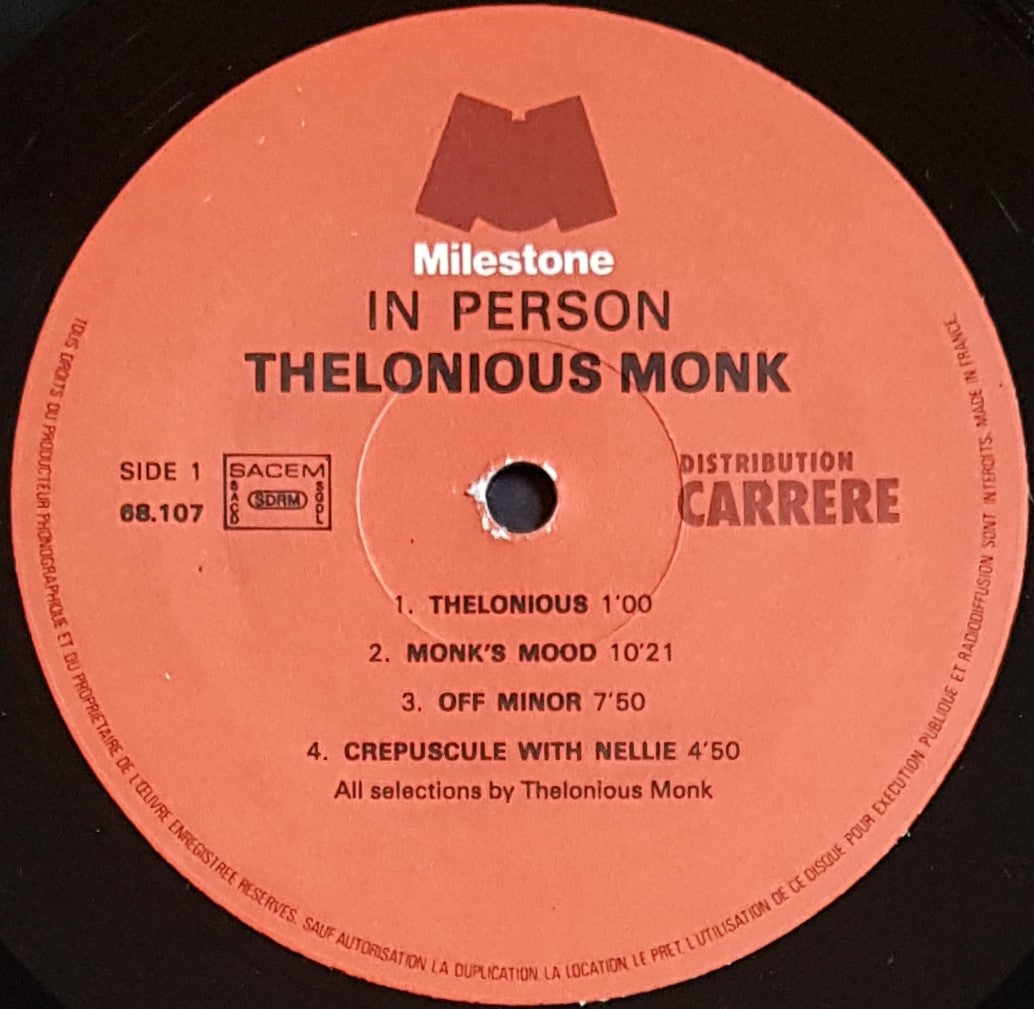 Milestone
IN PERSON
THELONIOUS MONK
SIDE 1
68.107
SACEM
SACD
SDRM
SGDL
DISTRIBUTION
CARRERE
1. THELONIOUS 1'00
2. MONK'S MOOD 10'21
3. OFF MINOR 7'50
4. CREPUSCULE WITH NELLIE 4'50
All selections by Thelonious Monk
TOUS DROITS DU PRODUCTEUR PHONOGRAPHIQUE ET DU PROPRIETAIRE DE L'ŒUVRE ENREGISTREE RESERVES. SAUF AUTORISATION LA DUPLICATION, LA LOCATION, LE PRET, L'UTILISATION DE CE DISQUE POUR EXECUTION PUBLIQUE ET RADIODIFFUSION SONT INTERDITS. MADE IN FRANCE.